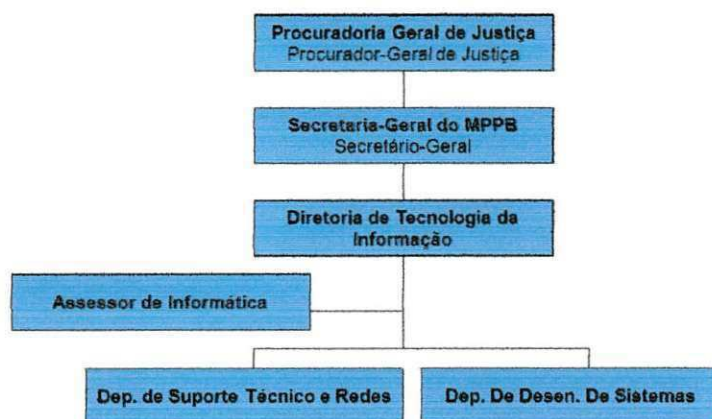 Procuradoria Geral de Justiça
Procurador-Geral de Justiça
Secretaria-Geral do MPPB
Secretário-Geral
Diretoria de Tecnologia da
Informação
Assessor de Informática
Dep. de Suporte Técnico e Redes
Dep. De Desen. De Sistemas